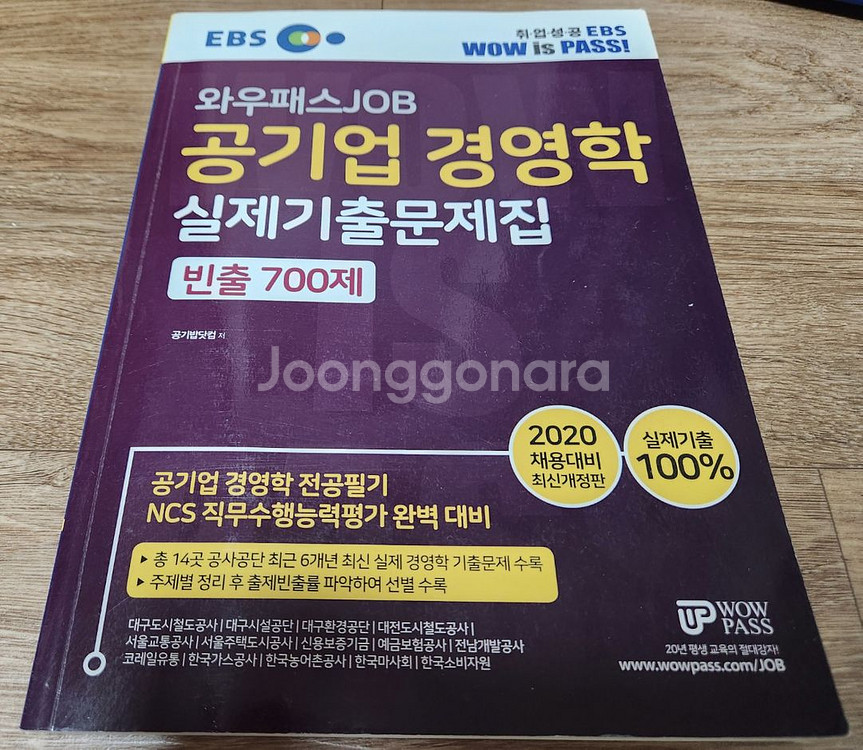 EBS
취·업·성·공 EBS
WOW is PASS!
와우패스JOB
공기업 경영학
실제기출문제집
빈출 700제
공기밥닷컴 저
Joonggonara
2020
채용대비
최신개정판
실제기출
100%
공기업 경영학 전공필기
NCS 직무수행능력평가 완벽 대비
▸ 총 14곳 공사공단 최근 6개년 최신 실제 경영학 기출문제 수록
▸ 주제별 정리 후 출제빈출률 파악하여 선별 수록
대구도시철도공사 | 대구시설공단 | 대구환경공단 | 대전도시철도공사 |
서울교통공사 | 서울주택도시공사 | 신용보증기금 | 예금보험공사 | 전남개발공사
코레일유통 | 한국가스공사 | 한국농어촌공사 | 한국마사회 | 한국소비자원
WOW
PASS
20년 평생 교육의 절대강자!
www.wowpass.com/JOB